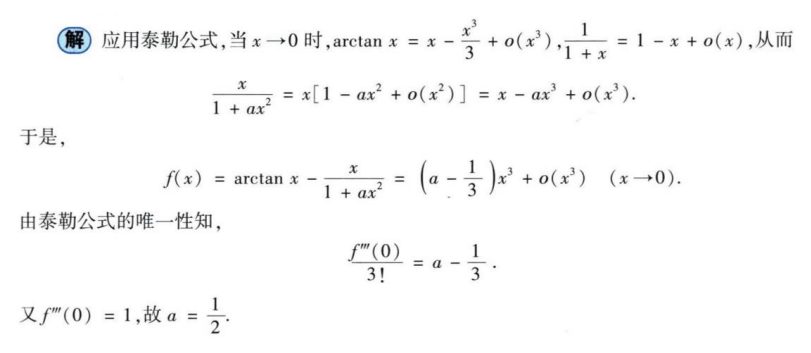 解 应用泰勒公式,当 x→0 时,arctan x = x - x³/3 + o(x³), 1/(1 + x) = 1 - x + o(x),从而
x/(1 + ax²) = x[1 - ax² + o(x²)] = x - ax³ + o(x³).
于是,
f(x) = arctan x - x/(1 + ax²) = (a - 1/3)x³ + o(x³) (x→0).
由泰勒公式的唯一性知,
f‴(0)/3! = a - 1/3.
又 f‴(0) = 1,故 a = 1/2.